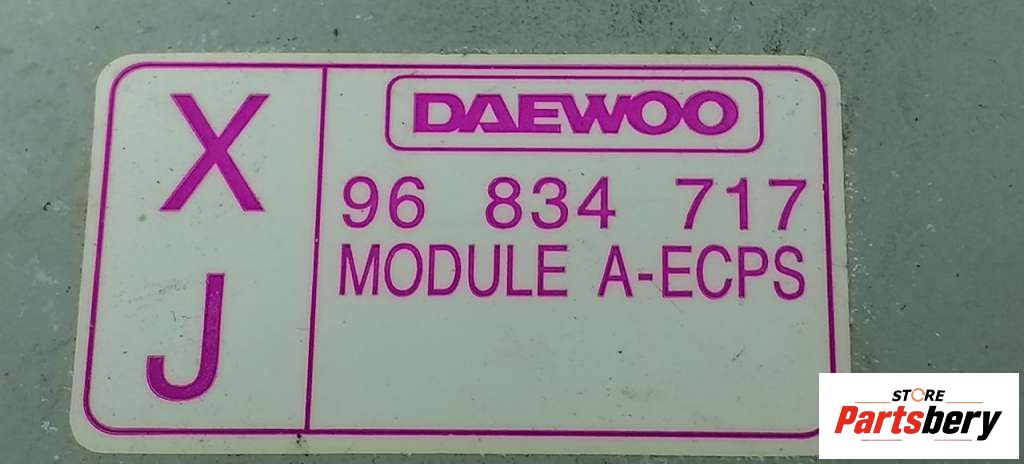 X
J
DAEWOO
96 834 717
MODULE A-ECPS
STORE
Partsbery